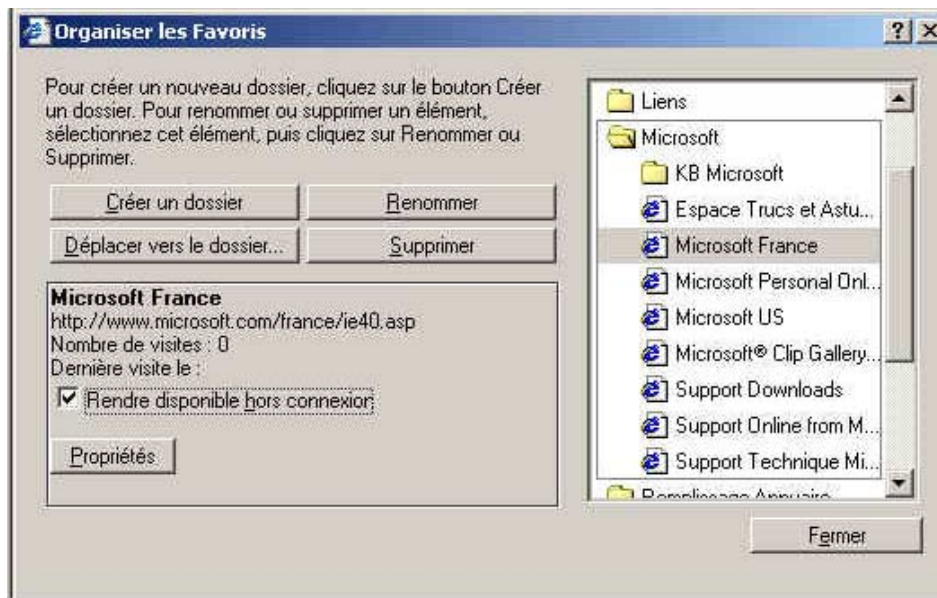 Organiser les Favoris
Pour créer un nouveau dossier, cliquez sur le bouton Créer
un dossier. Pour renommer ou supprimer un élément,
sélectionnez cet élément, puis cliquez sur Renommer ou
Supprimer.
Créer un dossier
Renommer
Déplacer vers le dossier...
Supprimer
Microsoft France
http://www.microsoft.com/france/ie40.asp
Nombre de visites : 0
Dernière visite le :
Rendre disponible hors connexion
Propriétés
Liens
Microsoft
KB Microsoft
Espace Trucs et Astu...
Microsoft France
Microsoft Personal Onl...
Microsoft US
Microsoft® Clip Gallery...
Support Downloads
Support Online from M...
Support Technique Mi...
Remplissage Annuaire
Fermer